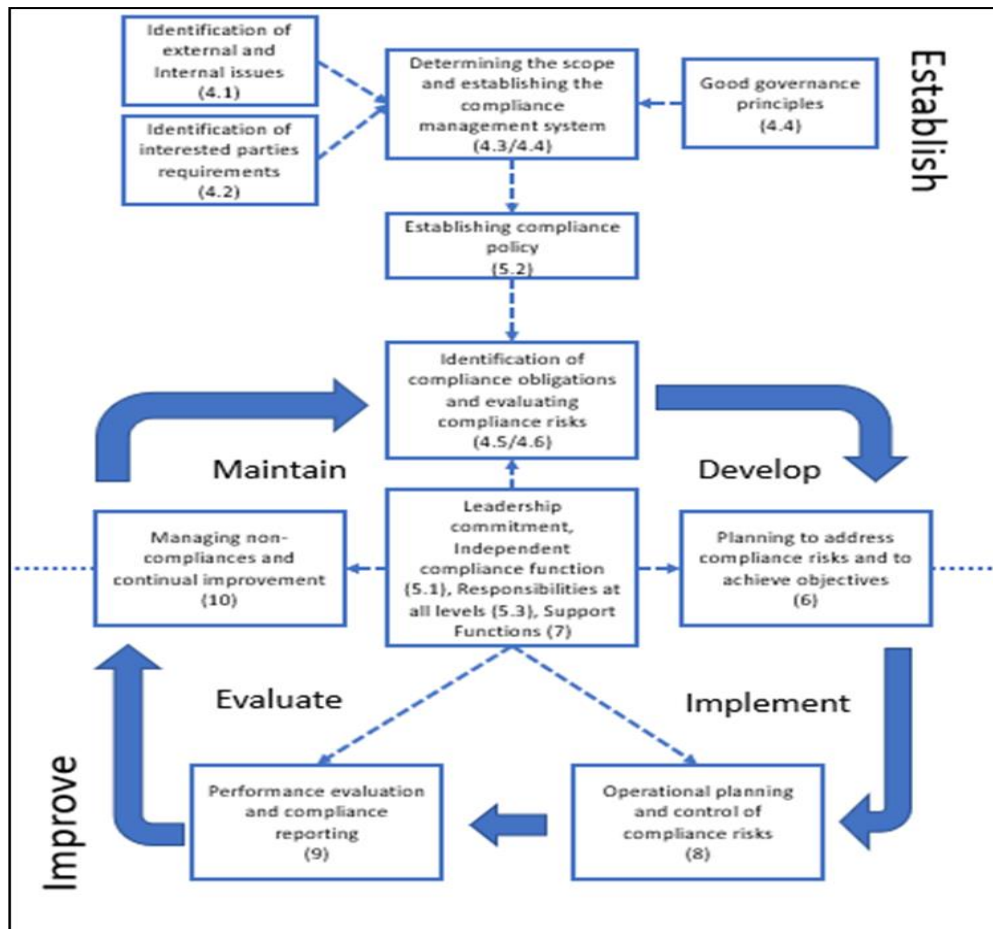 Identification of
external and
Internal issues
(4.1)
Identification of
interested parties
requirements
(4.2)
Determining the scope
and establishing the
compliance
management system
(4.3/4.4)
Good governance
principles
(4.4)
Establish
Establishing compliance
policy
(5.2)
Identification of
compliance obligations
and evaluating
compliance risks
(4.5/4.6)
Maintain
Develop
Managing non-
compliances and
continual improvement
(10)
Leadership
commitment,
Independent
compliance function
(5.1), Responsibilities at
all levels (5.3), Support
Functions (7)
Planning to address
compliance risks and to
achieve objectives
(6)
Evaluate
Implement
Improve
Performance evaluation
and compliance
reporting
(9)
Operational planning
and control of
compliance risks
(8)